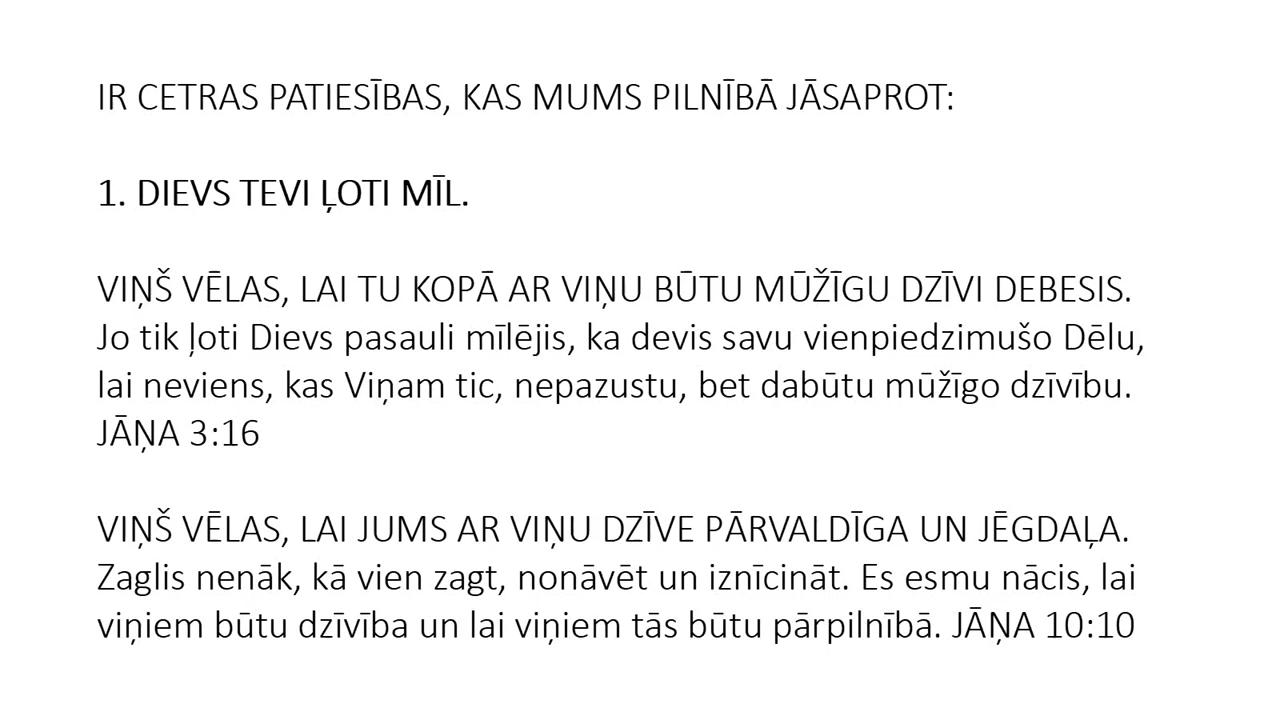 IR CETRAS PATIESĪBAS, KAS MUMS PILNĪBĀ JĀSAPROT:
1. DIEVS TEVI ĻOTI MĪL.
VIŅŠ VĒLAS, LAI TU KOPĀ AR VIŅU BŪTU MŪŽĪGU DZĪVI DEBESIS.
Jo tik ļoti Dievs pasauli mīlējis, ka devis savu vienpiedzimušo Dēlu,
lai neviens, kas Viņam tic, nepazustu, bet dabūtu mūžīgo dzīvību.
JĀŅA 3:16
VIŅŠ VĒLAS, LAI JUMS AR VIŅU DZĪVE PĀRVALDĪGA UN JĒGDAĻA.
Zaglis nenāk, kā vien zagt, nonāvēt un iznīcināt. Es esmu nācis, lai
viņiem būtu dzīvība un lai viņiem tās būtu pārpilnībā. JĀŅA 10:10